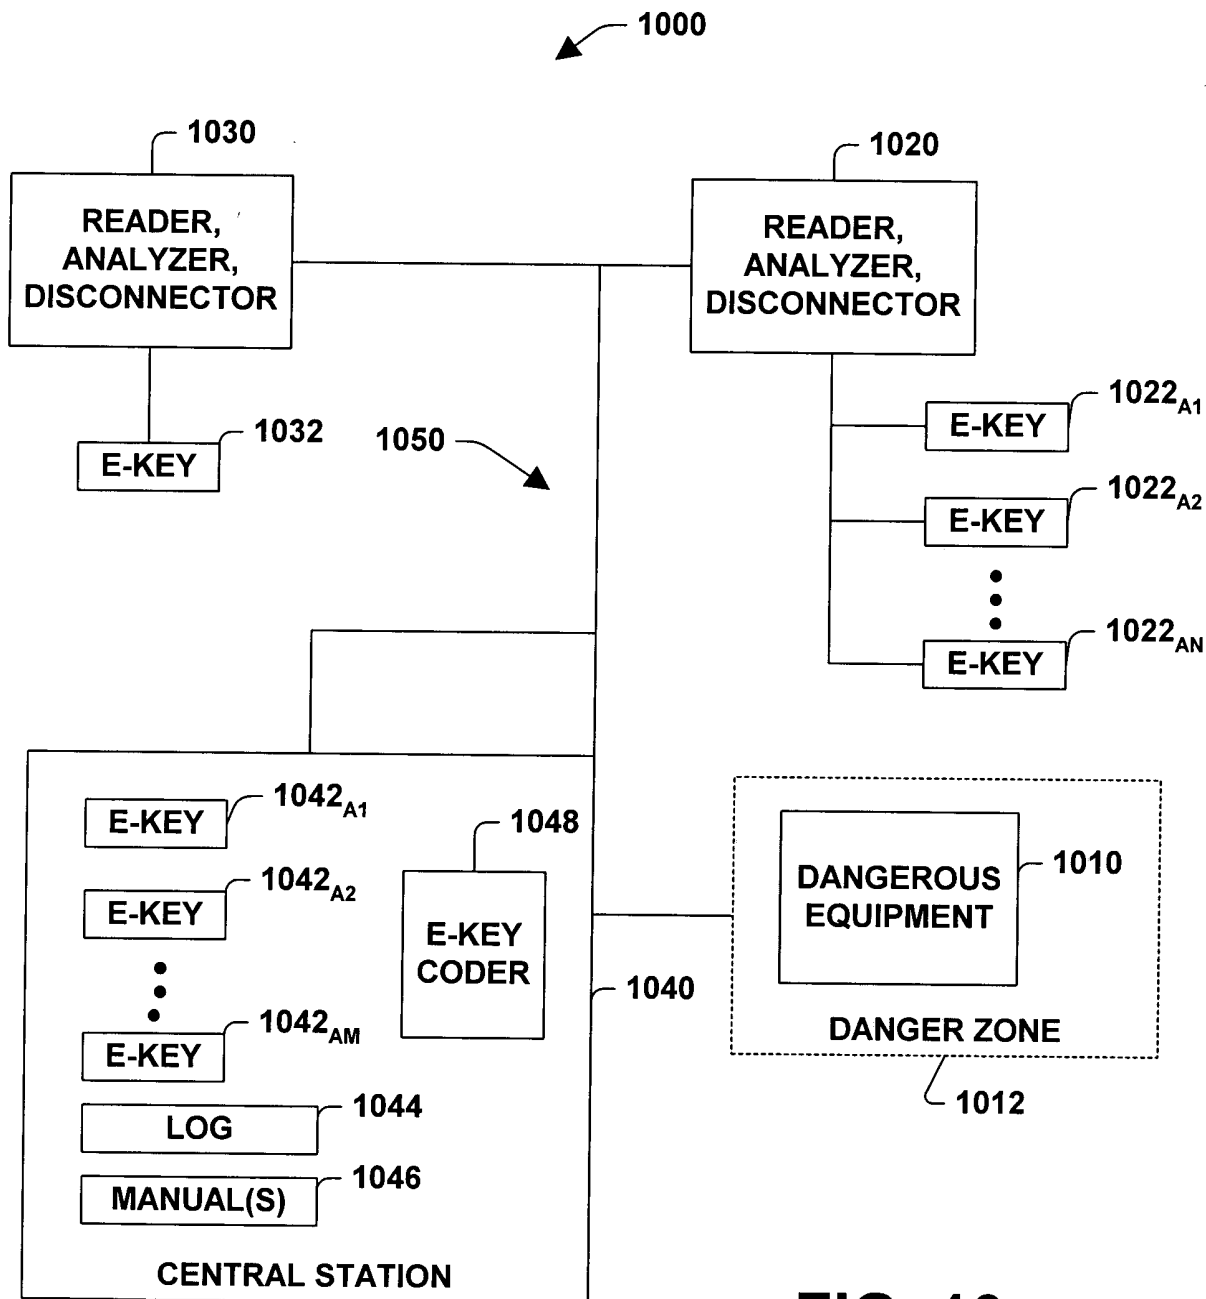 1000
1030
1020
READER,
ANALYZER,
DISCONNECTOR
READER,
ANALYZER,
DISCONNECTOR
E-KEY
1032
1050
E-KEY
1022A1
E-KEY
1022A2
E-KEY
1022AN
E-KEY
1042A1
E-KEY
1042A2
E-KEY
1042AM
1048
E-KEY
CODER
LOG
1044
MANUAL(S)
1046
CENTRAL STATION
1040
DANGEROUS
EQUIPMENT
1010
DANGER ZONE
1012